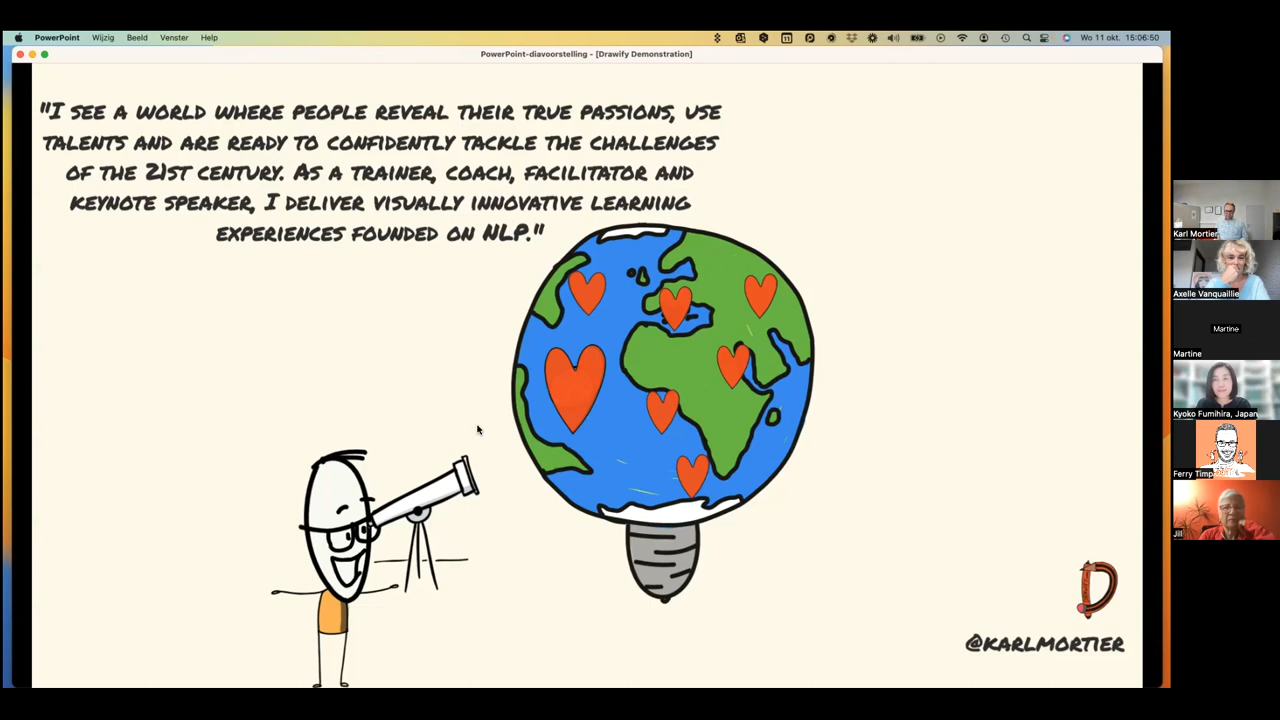 PowerPoint Wijzig Beeld Venster Help
11
Wo 11 okt. 15:06:50
PowerPoint-diavoorstelling - [Drawify Demonstration]
"I SEE A WORLD WHERE PEOPLE REVEAL THEIR TRUE PASSIONS, USE
TALENTS AND ARE READY TO CONFIDENTLY TACKLE THE CHALLENGES
OF THE 21ST CENTURY. AS A TRAINER, COACH, FACILITATOR AND
KEYNOTE SPEAKER, I DELIVER VISUALLY INNOVATIVE LEARNING
EXPERIENCES FOUNDED ON NLP."
D
@KARLMORTIER
Karl Mortier
Axelle Vanquaillie
Martine
Martine
Kyoko Fumihira, Japan
Ferry
Jill